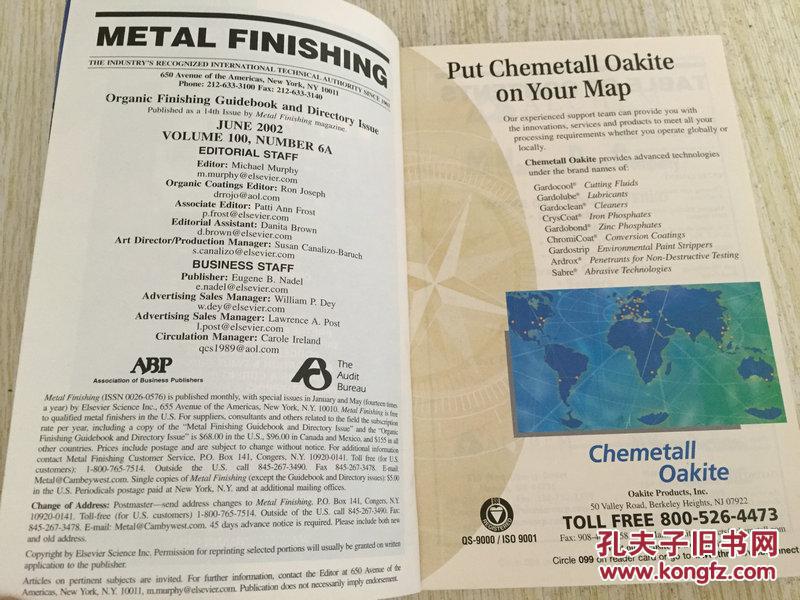 METAL FINISHING
THE INDUSTRY'S RECOGNIZED INTERNATIONAL TECHNICAL AUTHORITY SINCE 1903
650 Avenue of the Americas, New York, NY 10011
Phone: 212-633-3100 Fax: 212-633-3140
Organic Finishing Guidebook and Directory Issue
Published as a 14th Issue by Metal Finishing magazine.
JUNE 2002
VOLUME 100, NUMBER 6A
EDITORIAL STAFF
Editor: Michael Murphy
m.murphy@elsevier.com
Organic Coatings Editor: Ron Joseph
drrojo@aol.com
Associate Editor: Patti Ann Frost
p.frost@elsevier.com
Editorial Assistant: Danita Brown
d.brown@elsevier.com
Art Director/Production Manager: Susan Canalizo-Baruch
s.canalizo@elsevier.com
BUSINESS STAFF
Publisher: Eugene B. Nadel
e.nadel@elsevier.com
Advertising Sales Manager: William P. Dey
w.dey@elsevier.com
Advertising Sales Manager: Lawrence A. Post
l.post@elsevier.com
Circulation Manager: Carole Ireland
qcs1989@aol.com
ABP
Association of Business Publishers
The
Audit
Bureau
Metal Finishing (ISSN 0026-0576) is published monthly, with special issues in January and May (fourteen times
a year) by Elsevier Science Inc., 655 Avenue of the Americas, New York, N.Y. 10010. Metal Finishing is free
to qualified metal finishers in the U.S. For suppliers, consultants and others related to the field the subscription
rate per year, including a copy of the "Metal Finishing Guidebook and Directory Issue" and the "Organic
Finishing Guidebook and Directory Issue" is $68.00 in the U.S., $96.00 in Canada and Mexico, and $155 in all
other countries. Prices include postage and are subject to change without notice. For additional information
contact Metal Finishing Customer Service, P.O. Box 141, Congers, N.Y. 10920-0141. Toll free (for U.S.
customers): 1-800-765-7514. Outside the U.S. call 845-267-3490. Fax 845-267-3478. E-mail
Metal@Cambeywest.com. Single copies of Metal Finishing (except the Guidebook and Directory issues): $5.00
in the U.S. Periodicals postage paid at New York, N.Y. and at additional mailing offices.
Change of Address: Postmaster—send address changes to Metal Finishing. P.O. Box 141, Congers, N.Y.
10920-0141. Toll-free (for U.S. customers) 1-800-765-7514. Outside of the U.S. call 845-267-3490. Fax:
845-267-3478. E-mail: Metal@Cambywest.com. 45 days advance notice is required. Please include both new
and old address.
Copyright by Elsevier Science Inc. Permission for reprinting selected portions will usually be granted on written
application to the publisher.
Articles on pertinent subjects are invited. For further information, contact the Editor at 650 Avenue of the
Americas, New York, N.Y. 10011, m.murphy@elsevier.com. Publication does not necessarily imply endorsement.
Put Chemetall Oakite
on Your Map
Our experienced support team can provide you with
the innovations, services and products to meet all your
processing requirements whether you operate globally or
locally.
Chemetall Oakite provides advanced technologies
under the brand names of:
Gardocool® Cutting Fluids
Gardolube® Lubricants
Gardoclean® Cleaners
CrysCoat® Iron Phosphates
Gardobond® Zinc Phosphates
ChromiCoat® Conversion Coatings
Gardostrip Environmental Paint Strippers
Ardrox® Penetrants for Non-Destructive Testing
Sabre® Abrasive Technologies
Chemetall
Oakite
Oakite Products, Inc.
50 Valley Road, Berkeley Heights, NJ 07922
TOLL FREE 800-526-4473
QS-9000 / ISO 9001
Fax: 908-4
Circle 099 on reader card or go to
孔夫子旧书网
www.kongfz.com